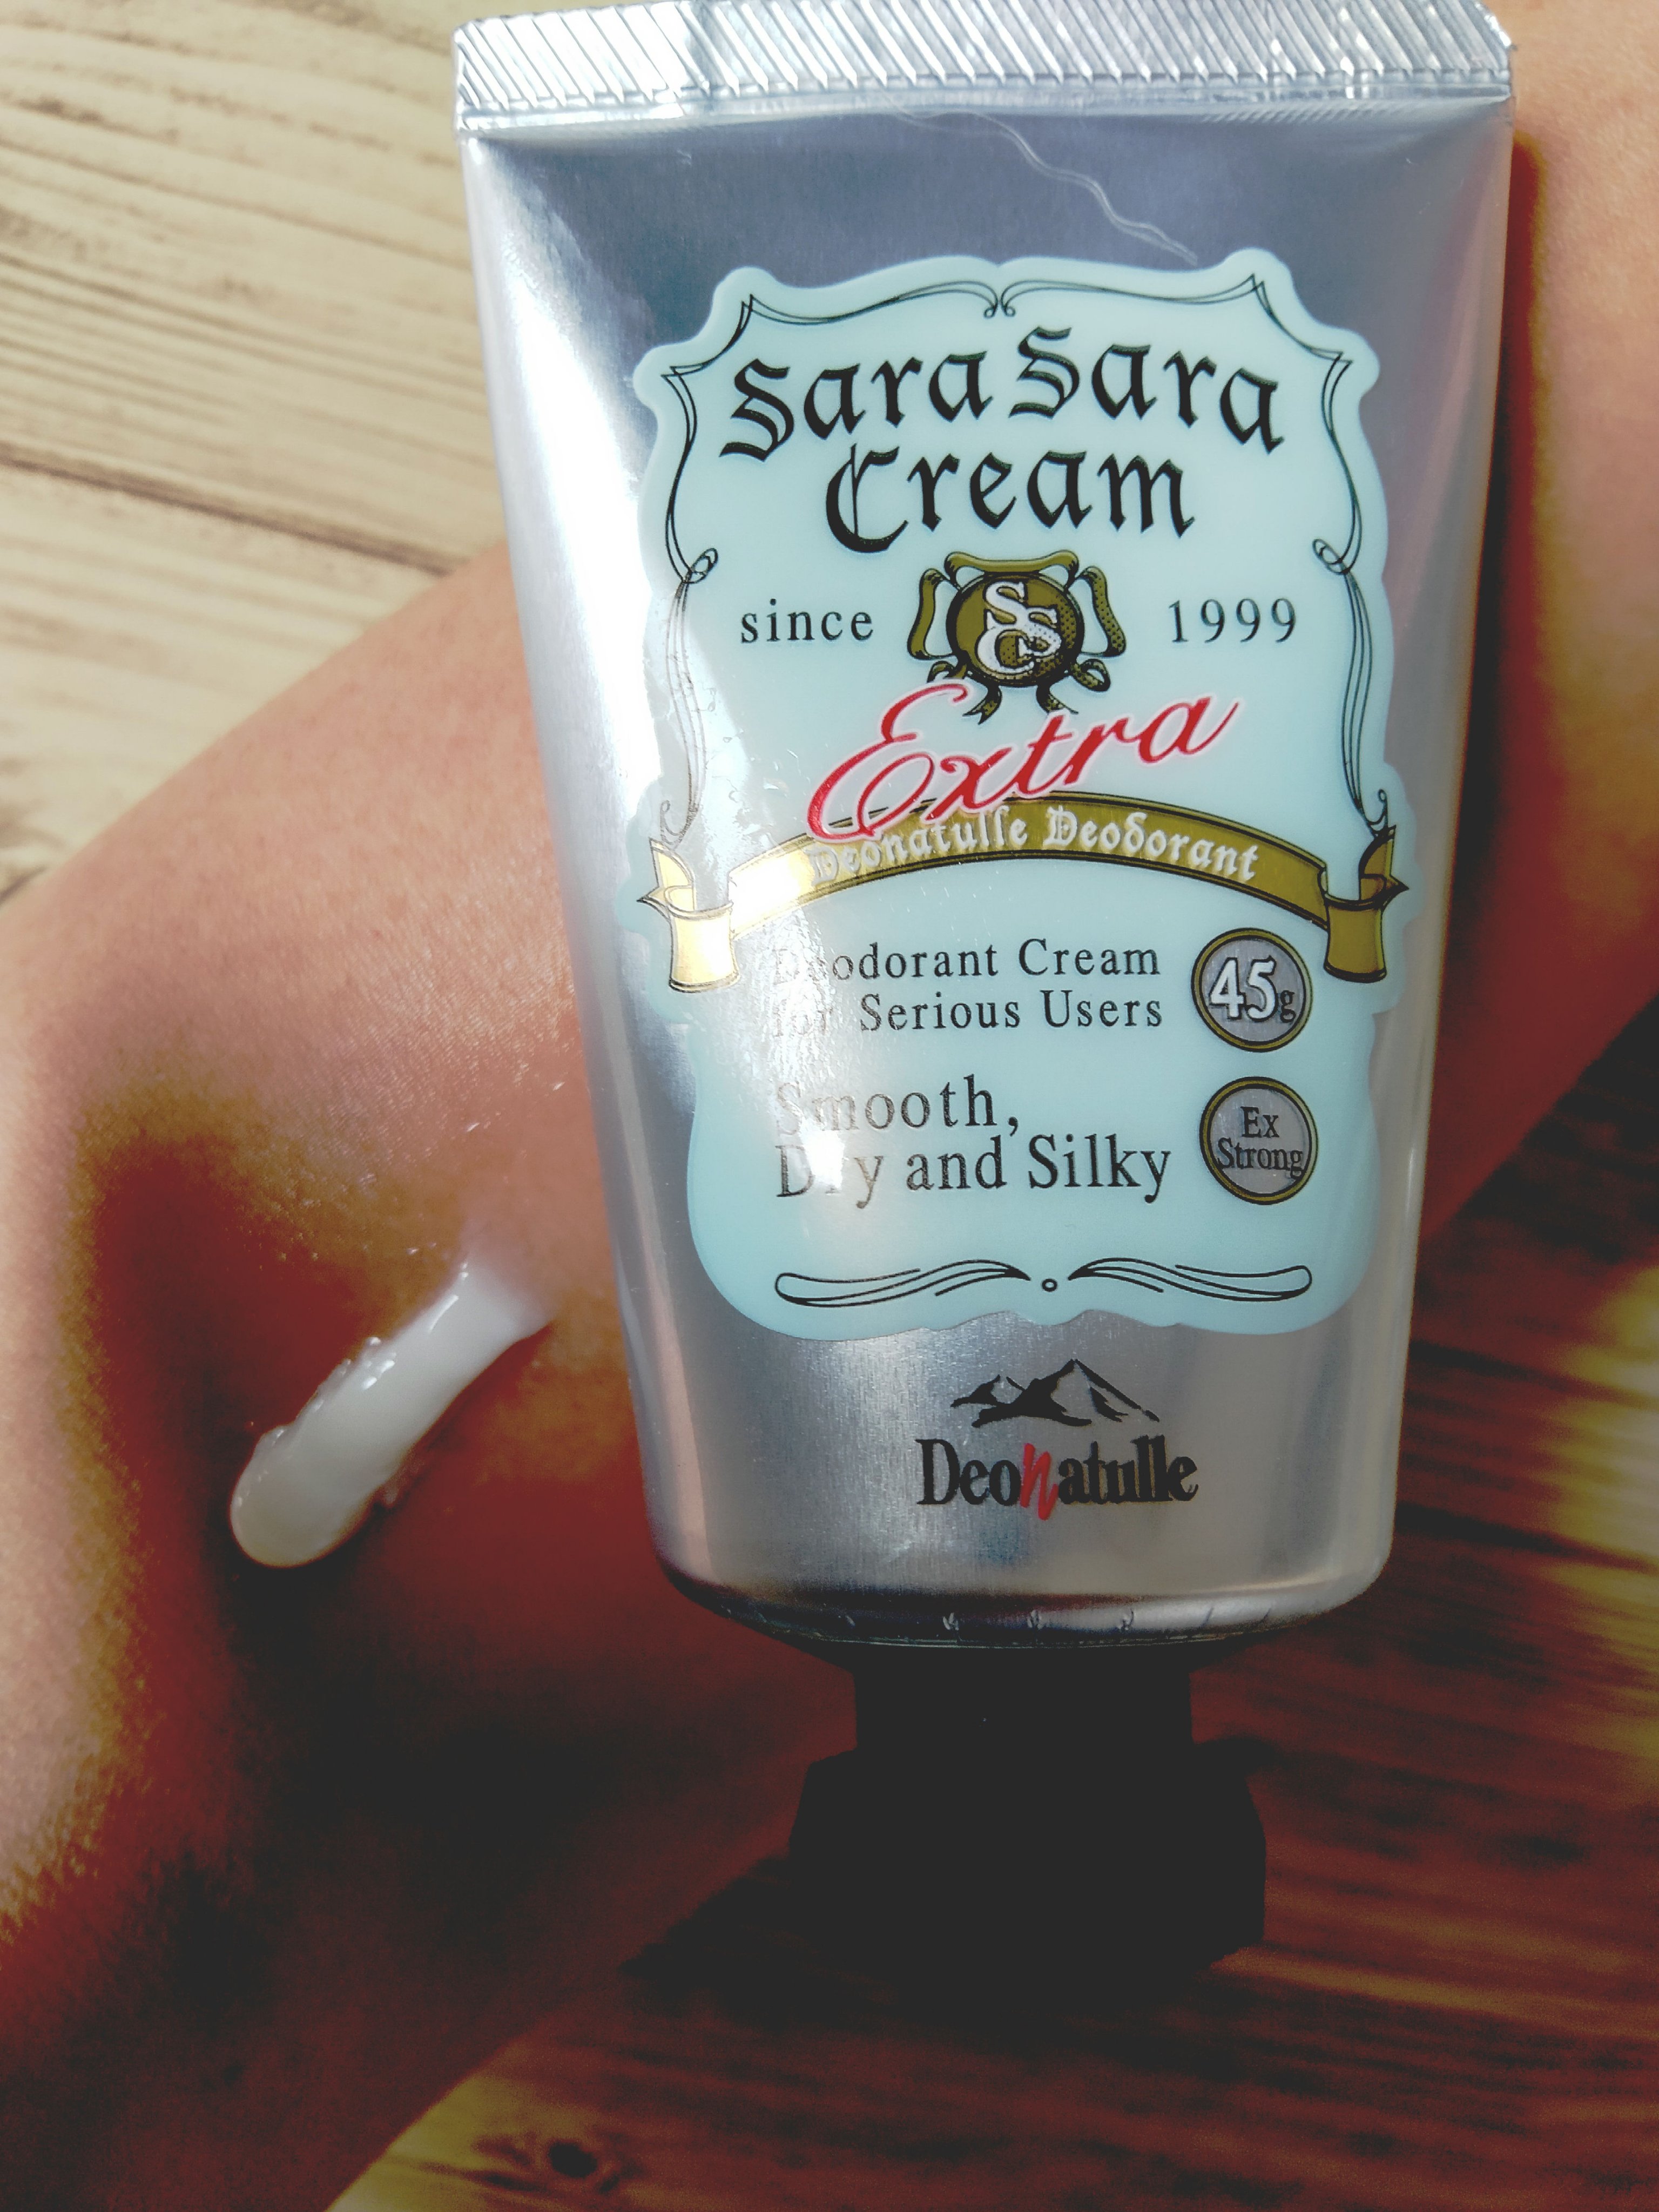 Sara Sara
Cream
since 1999
SSC
Extra
Deonatulle Deodorant
Deodorant Cream
for Serious Users
45g
Smooth,
Dry and Silky
Ex
Strong
Deonatulle